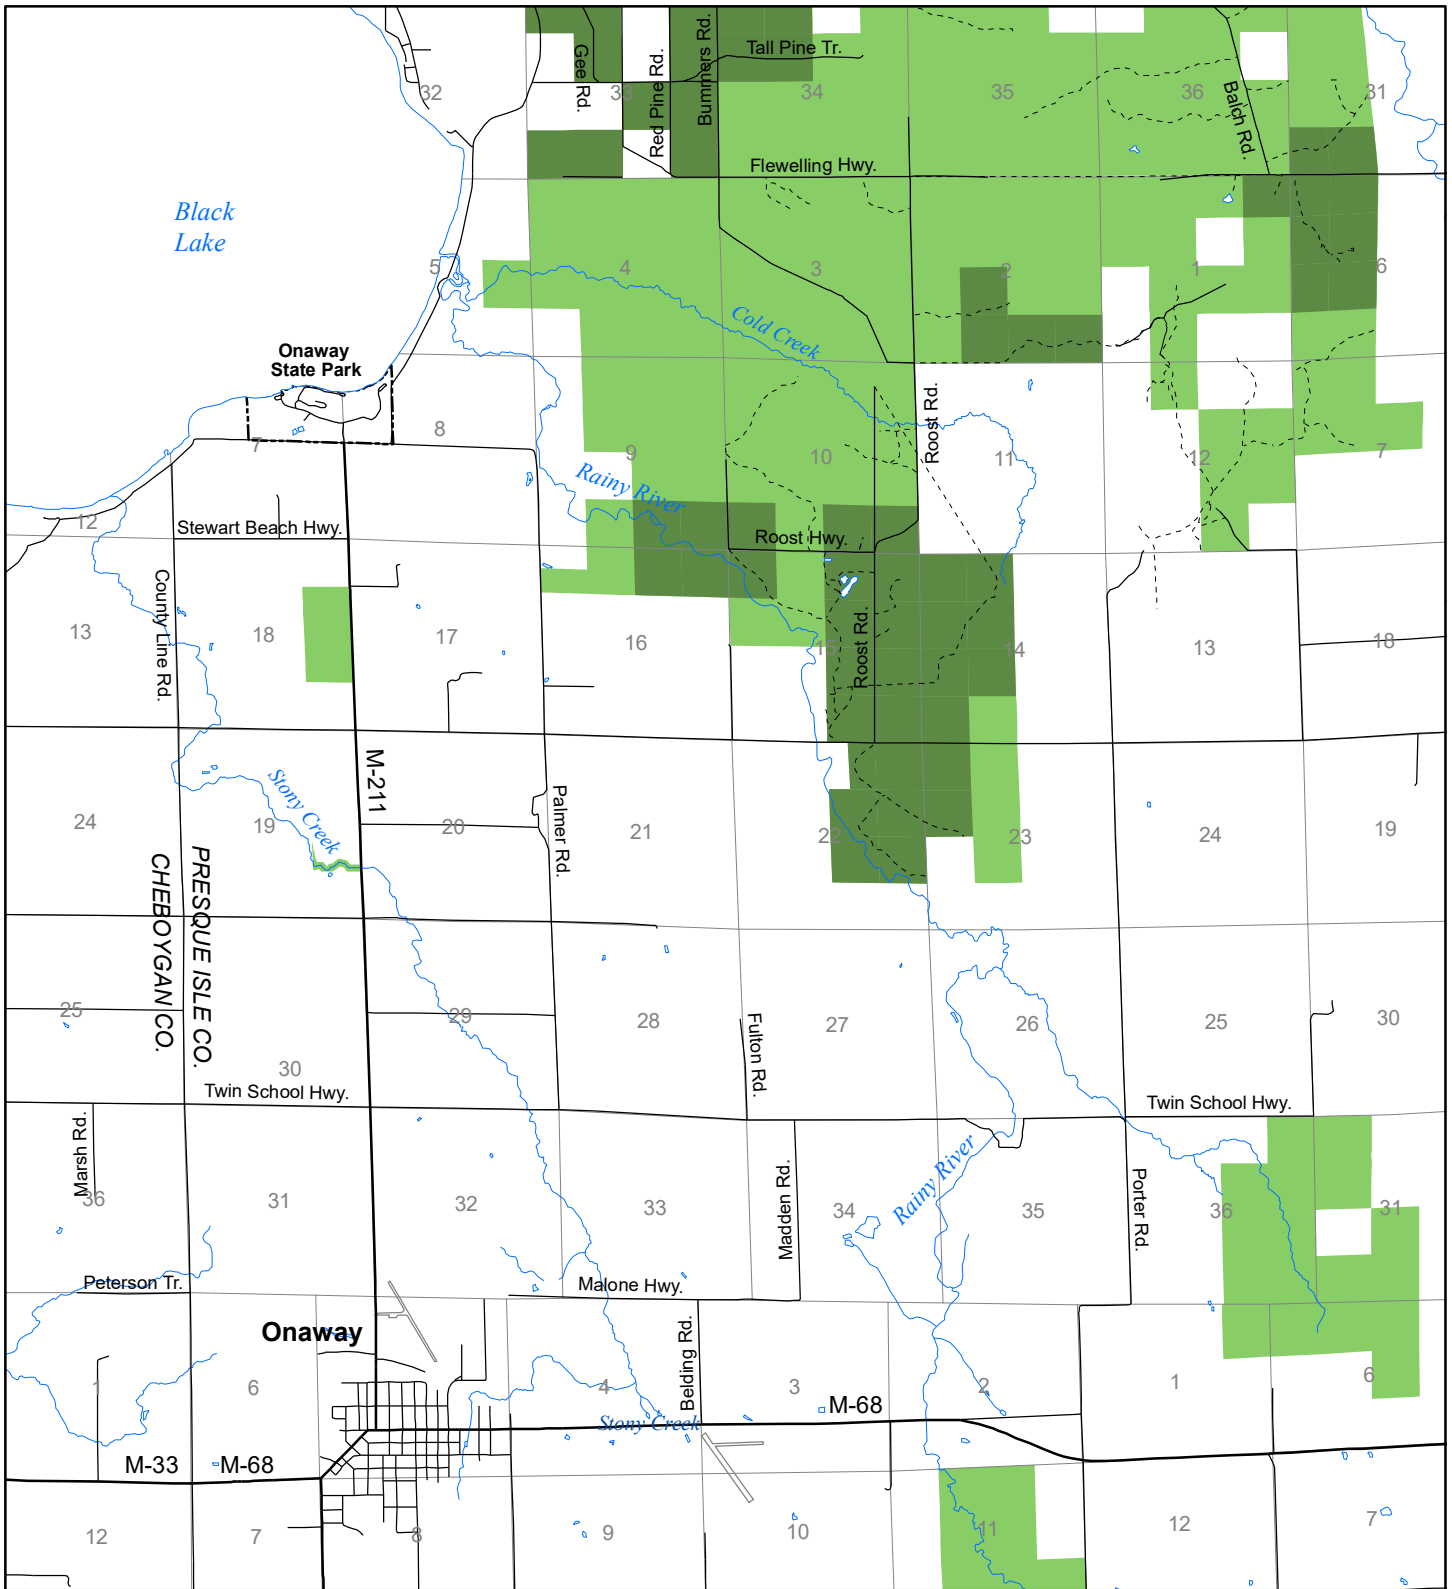 Gee Rd.
Red Pine Rd.
Bummers Rd.
Tall Pine Tr.
32
33
34
35
36
Balch Rd.
31
Flewelling Hwy.
Black
Lake
5
4
3
2
1
6
Cold Creek
Onaway
State Park
7
8
9
10
Roost Rd.
11
12
7
Rainy River
12
Stewart Beach Hwy.
Roost Hwy.
County Line Rd.
13
18
17
16
15
Roost Rd.
14
13
18
M-211
Stony Creek
Palmer Rd.
24
19
20
21
22
23
24
19
PRESQUE ISLE CO.
CHEBOYGAN CO.
25
30
29
28
Fulton Rd.
27
26
25
30
Twin School Hwy.
Twin School Hwy.
Marsh Rd.
36
31
32
33
Madden Rd.
34
Rainy River
35
Porter Rd.
36
31
Peterson Tr.
Malone Hwy.
Onaway
Belding Rd.
1
6
4
3
2
1
6
M-68
Stony Creek
M-33
M-68
12
7
8
9
10
11
12
7